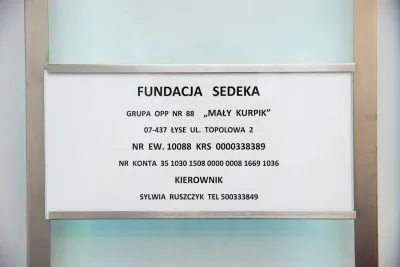 FUNDACJA SEDEKA
GRUPA OPP NR 88 „MAŁY KURPIK”
07-437 ŁYSE UL. TOPOLOWA 2
NR EW. 10088 KRS 0000338389
NR KONTA 35 1030 1508 0000 0008 1669 1036
KIEROWNIK
SYLWIA RUSZCZYK TEL 500333849